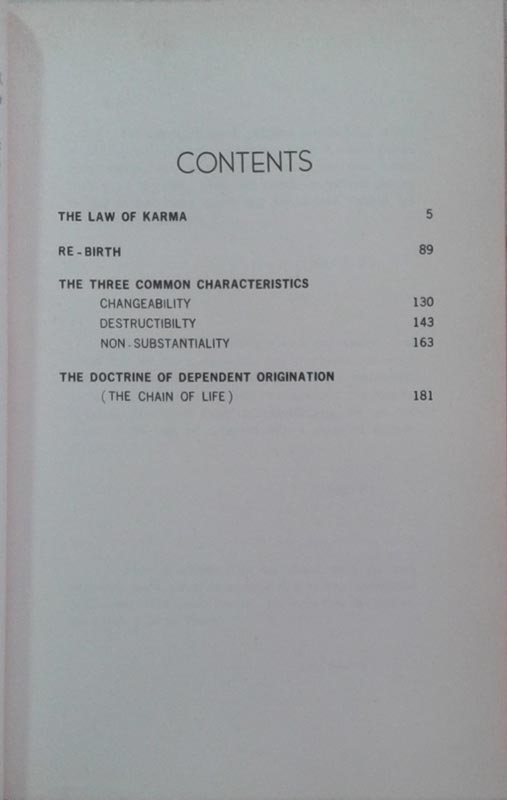 CONTENTS
THE LAW OF KARMA 5
RE-BIRTH 89
THE THREE COMMON CHARACTERISTICS
CHANGEABILITY 130
DESTRUCTIBILTY 143
NON-SUBSTANTIALITY 163
THE DOCTRINE OF DEPENDENT ORIGINATION
(THE CHAIN OF LIFE) 181